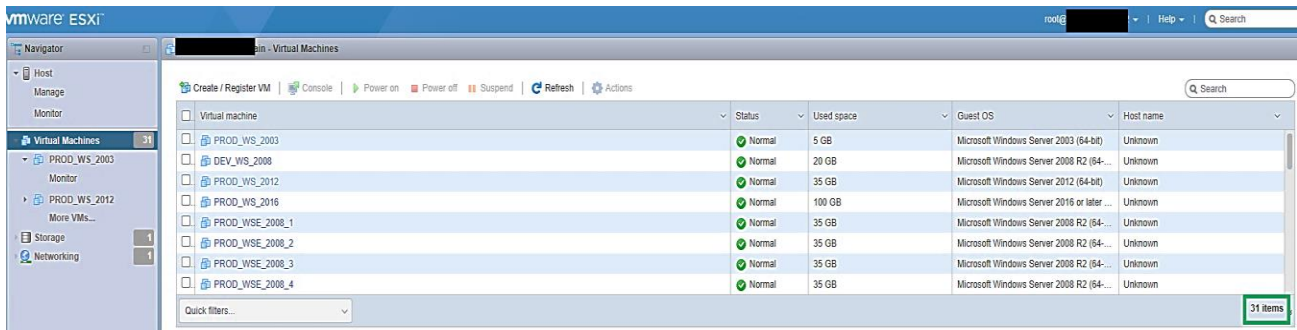 vmware ESXi™
root@ | Help | Search
Navigator
ain - Virtual Machines
Host
Manage
Monitor
Virtual Machines 31
PROD_WS_2003
Monitor
PROD_WS_2012
More VMs...
Storage 1
Networking 1
Create / Register VM | Console | Power on Power off Suspend | Refresh | Actions
Search
Virtual machine Status Used space Guest OS Host name
PROD_WS_2003 Normal 5 GB Microsoft Windows Server 2003 (64-bit) Unknown
DEV_WS_2008 Normal 20 GB Microsoft Windows Server 2008 R2 (64-... Unknown
PROD_WS_2012 Normal 35 GB Microsoft Windows Server 2012 (64-bit) Unknown
PROD_WS_2016 Normal 100 GB Microsoft Windows Server 2016 or later ... Unknown
PROD_WSE_2008_1 Normal 35 GB Microsoft Windows Server 2008 R2 (64-... Unknown
PROD_WSE_2008_2 Normal 35 GB Microsoft Windows Server 2008 R2 (64-... Unknown
PROD_WSE_2008_3 Normal 35 GB Microsoft Windows Server 2008 R2 (64-... Unknown
PROD_WSE_2008_4 Normal 35 GB Microsoft Windows Server 2008 R2 (64-... Unknown
Quick filters...
31 items